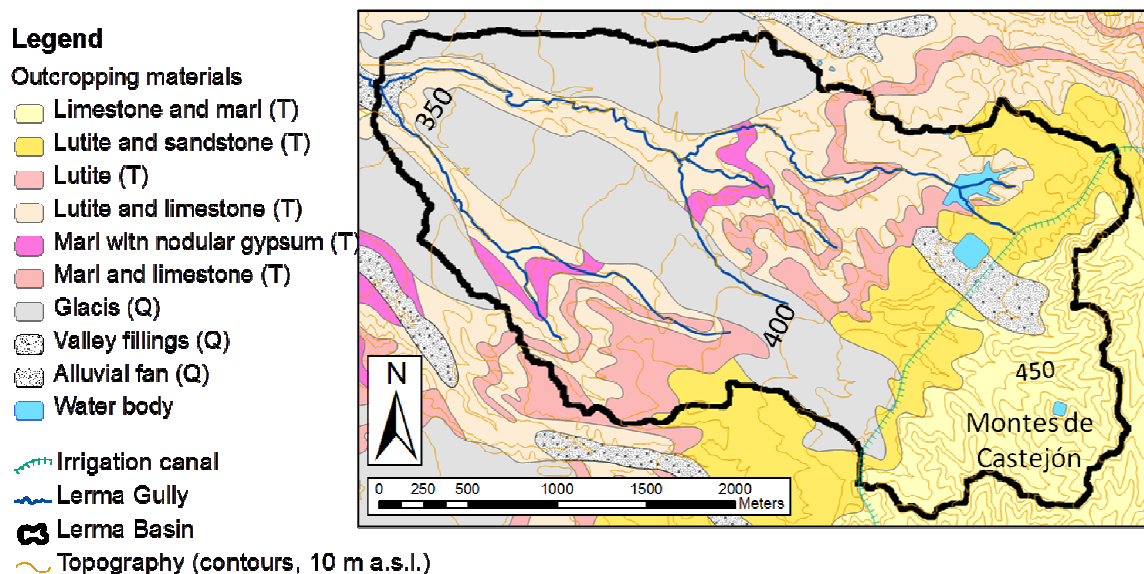 Legend
Outcropping materials
Limestone and marl (T)
Lutite and sandstone (T)
Lutite (T)
Lutite and limestone (T)
Marl wltn nodular gypsum (T)
Marl and limestone (T)
Glacis (Q)
Valley fillings (Q)
Alluvial fan (Q)
Water body
Irrigation canal
Lerma Gully
Lerma Basin
Topography (contours, 10 m a.s.l.)
350
400
450
Montes de
Castejón
N
0 250 500 1000 1500 2000
Meters